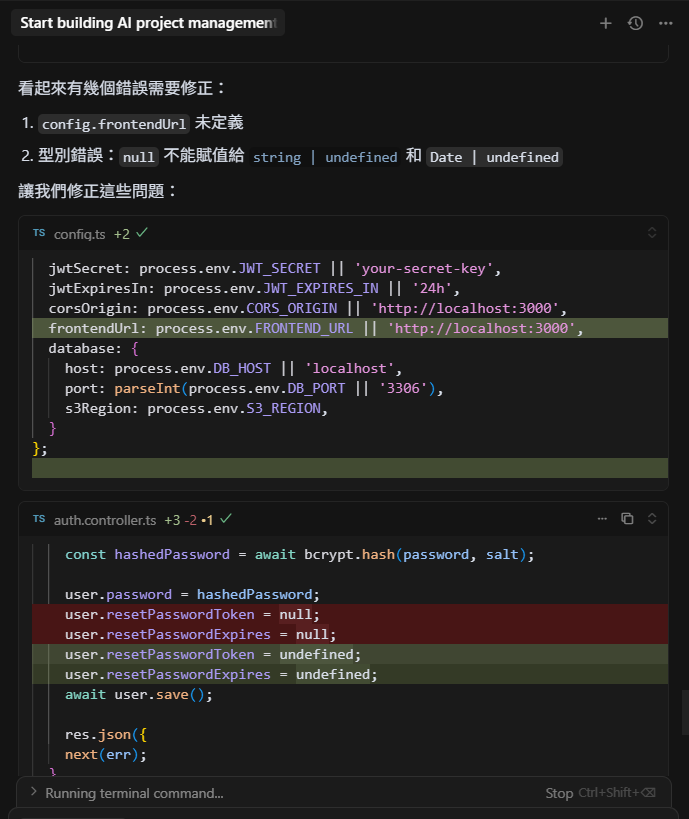 Start building AI project management
看起來有幾個錯誤需要修正：
1. config.frontendUrl 未定義
2. 型別錯誤：null 不能賦值給 string | undefined 和 Date | undefined
讓我們修正這些問題：
TS config.ts +2
jwtSecret: process.env.JWT_SECRET || 'your-secret-key',
jwtExpiresIn: process.env.JWT_EXPIRES_IN || '24h',
corsOrigin: process.env.CORS_ORIGIN || 'http://localhost:3000',
frontendUrl: process.env.FRONTEND_URL || 'http://localhost:3000',
database: {
host: process.env.DB_HOST || 'localhost',
port: parseInt(process.env.DB_PORT || '3306'),
s3Region: process.env.S3_REGION,
}
};
TS auth.controller.ts +3 -2 •1
const hashedPassword = await bcrypt.hash(password, salt);
user.password = hashedPassword;
user.resetPasswordToken = null;
user.resetPasswordExpires = null;
user.resetPasswordToken = undefined;
user.resetPasswordExpires = undefined;
await user.save();
res.json({
next(err);
}
Running terminal command... Stop Ctrl+Shift+⌫